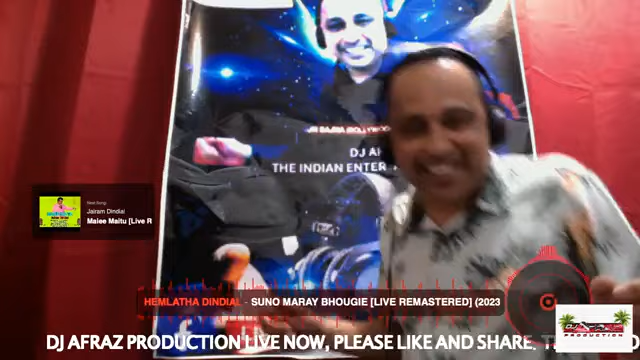 DJ AF
THE INDIAN ENTER
Next Song:
Jairam Dindial
Malee Maitu [Live R
HEMLATHA DINDIAL - SUNO MARAY BHOUGIE [LIVE REMASTERED] (2023
PRODUCTION
DJ AFRAZ PRODUCTION LIVE NOW, PLEASE LIKE AND SHARE. T